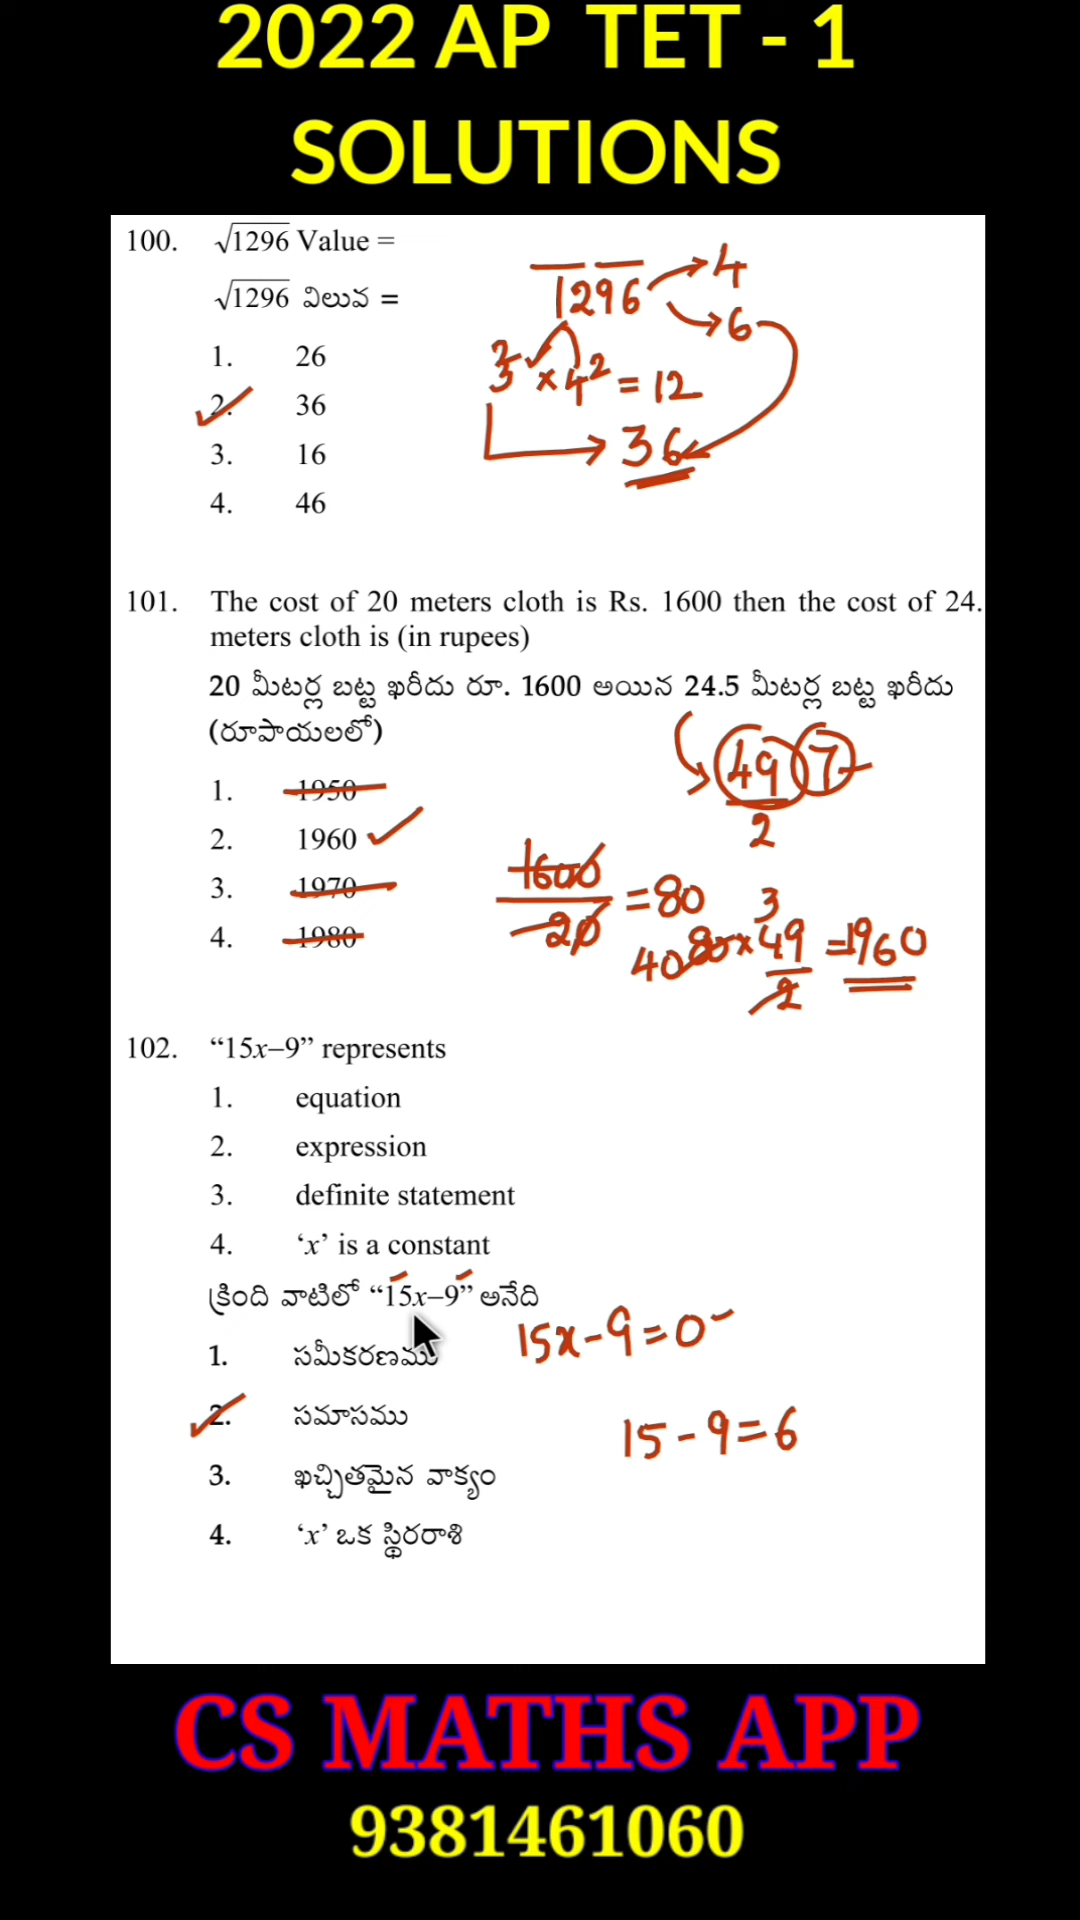 2022 AP TET - 1
SOLUTIONS
100. √1296 Value =
√1296 విలువ =
1. 26
2. 36
3. 16
4. 46
1296 → 4
→ 6
3 × 4² = 12
→ 36
101. The cost of 20 meters cloth is Rs. 1600 then the cost of 24.
meters cloth is (in rupees)
20 మీటర్ల బట్ట ఖరీదు రూ. 1600 అయిన 24.5 మీటర్ల బట్ట ఖరీదు
(రూపాయలలో)
1. 1950
2. 1960
3. 1970
4. 1980
49/2 7
1600/20 = 80
3
40 80 × 49/2 = 1960
102. “15x–9” represents
1. equation
2. expression
3. definite statement
4. ‘x’ is a constant
క్రింది వాటిలో “15x–9” అనేది
1. సమీకరణము
2. సమాసము
3. ఖచ్చితమైన వాక్యం
4. ‘x’ ఒక స్థిరరాశి
15x - 9 = 0
15 - 9 = 6
CS MATHS APP
9381461060